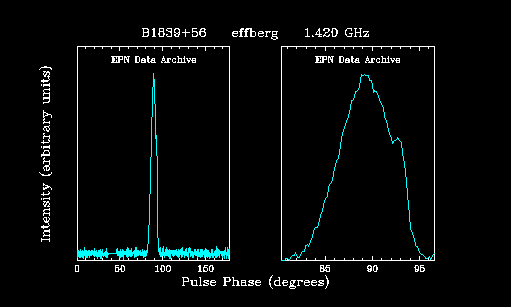 B1839+56 effberg 1.420 GHz
EPN Data Archive EPN Data Archive
Intensity (arbitrary units)
0 50 100 150 85 90 95
Pulse Phase (degrees)